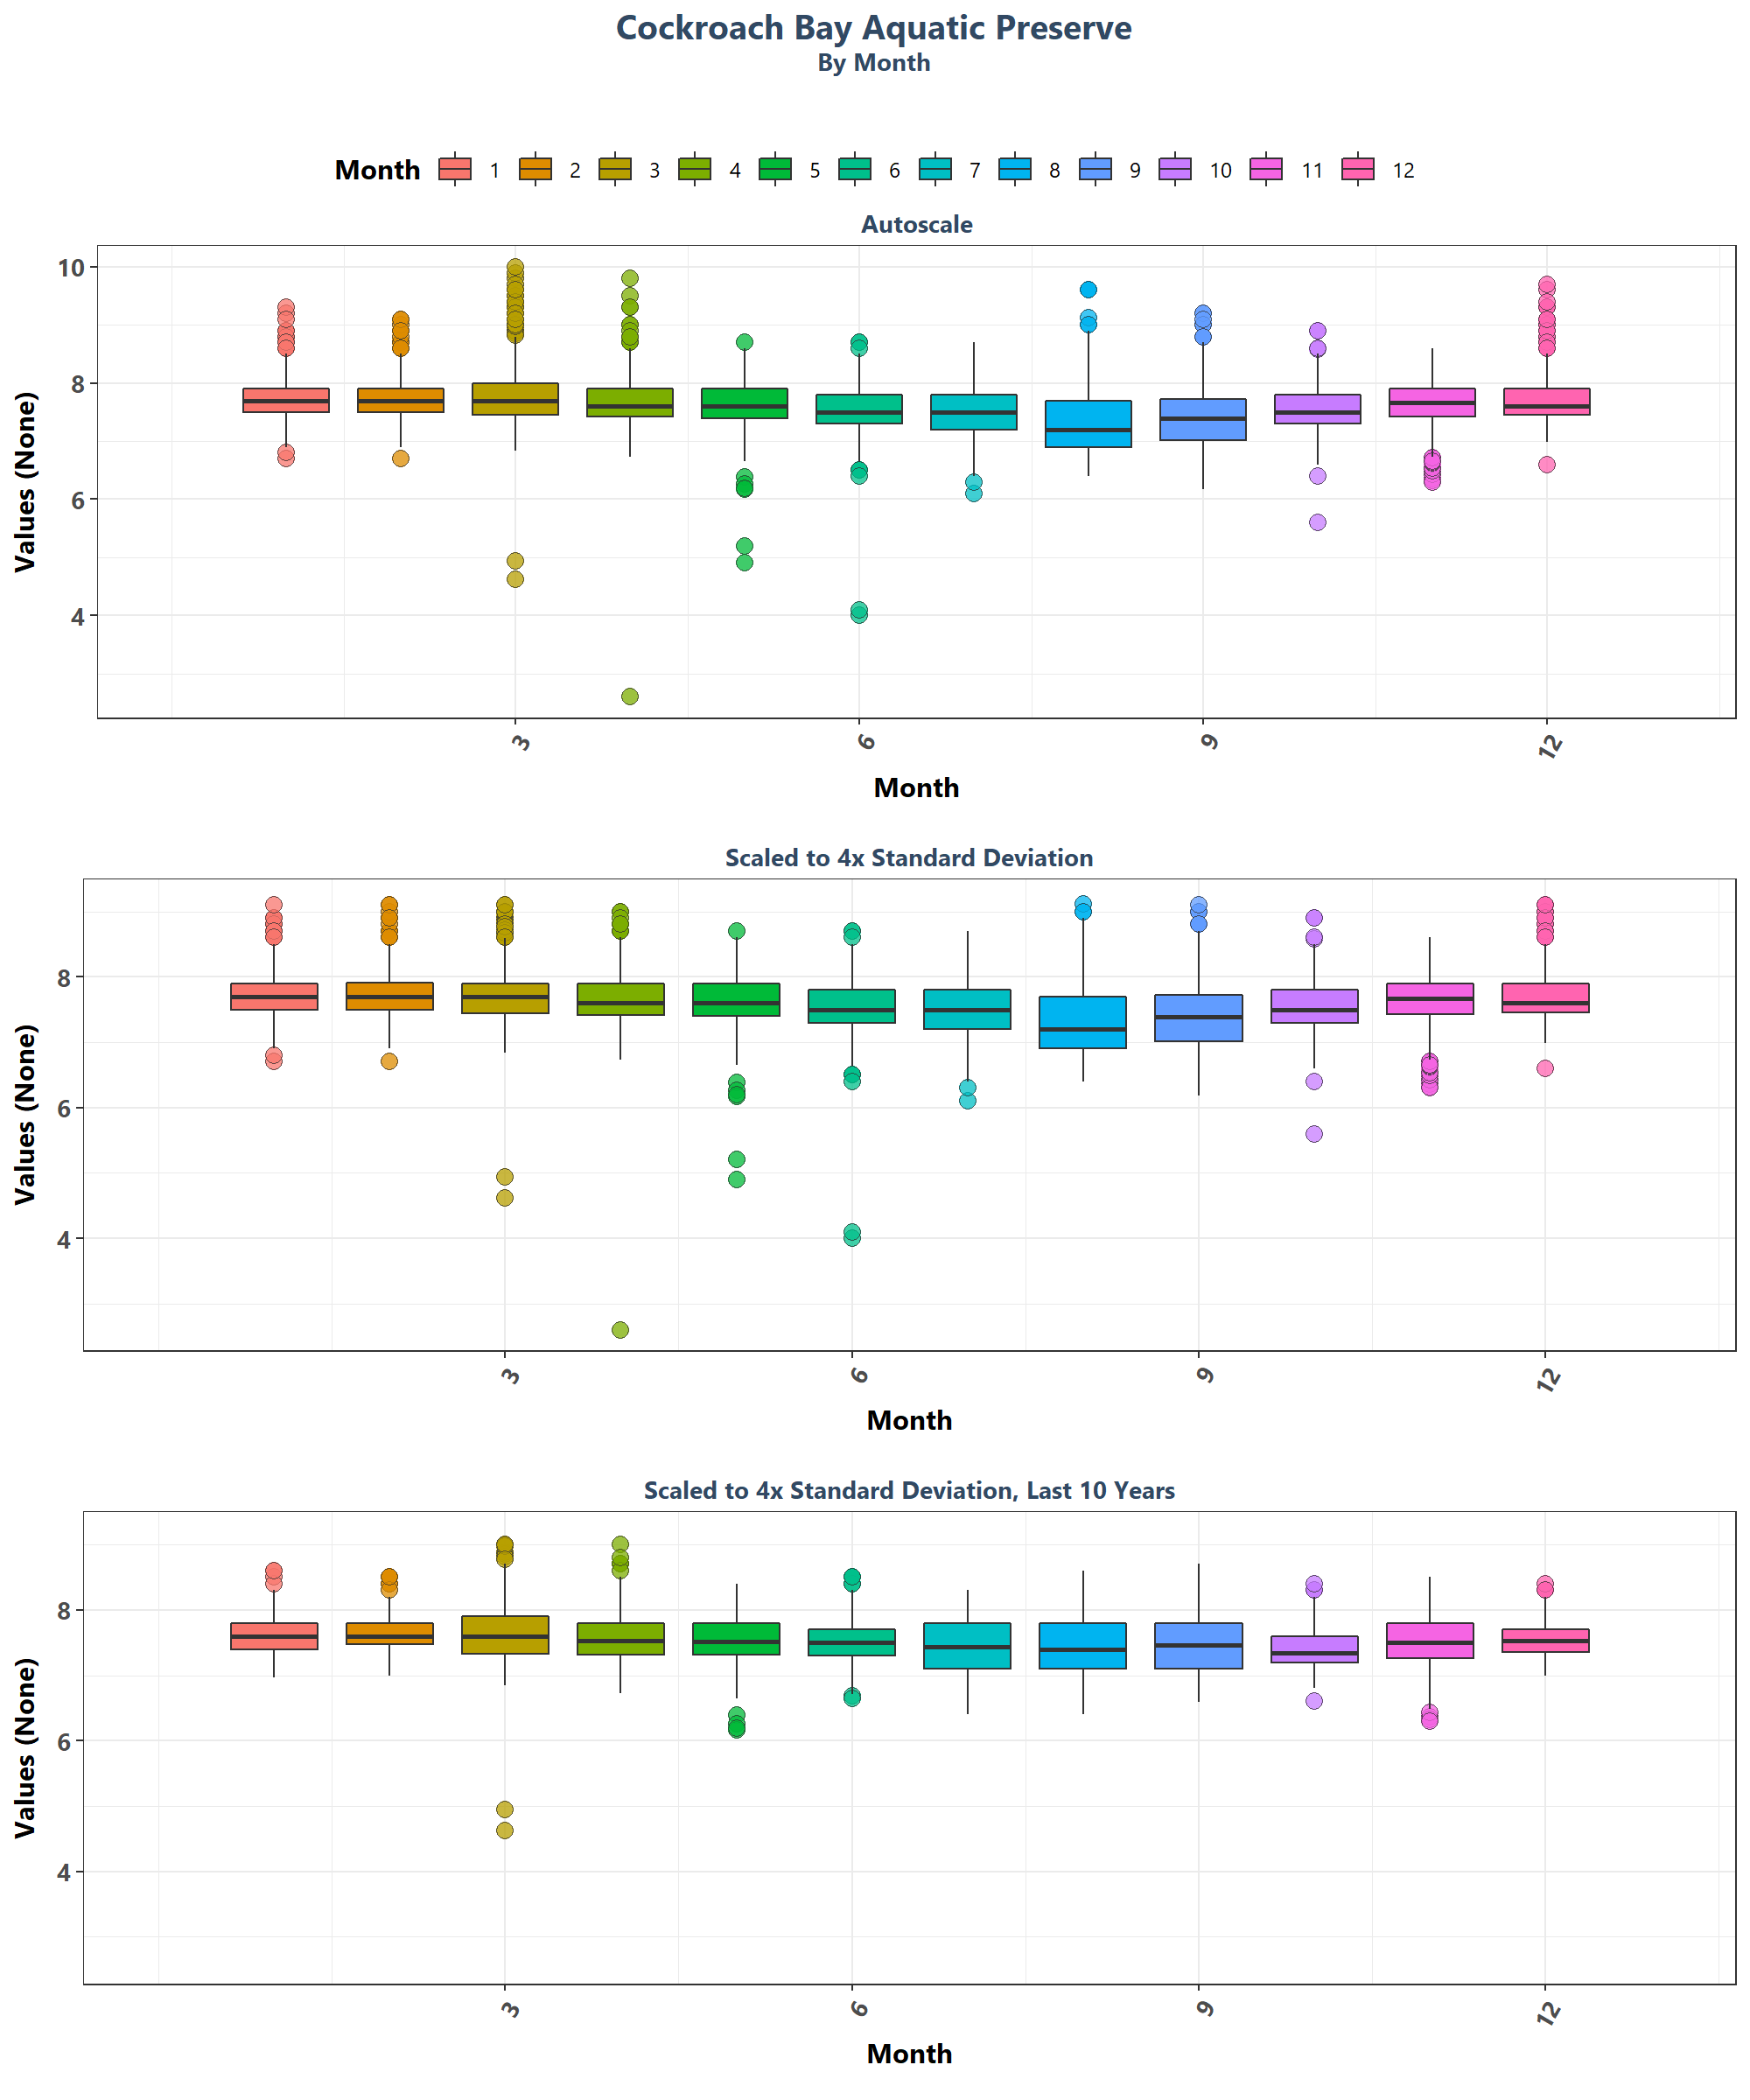 Cockroach Bay Aquatic Preserve
By Month
Month 1 2 3 4 5 6 7 8 9 10 11 12
Autoscale
Values (None)
10
8
6
4
3 6 9 12
Month
Scaled to 4x Standard Deviation
Values (None)
8
6
4
3 6 9 12
Month
Scaled to 4x Standard Deviation, Last 10 Years
Values (None)
8
6
4
3 6 9 12
Month